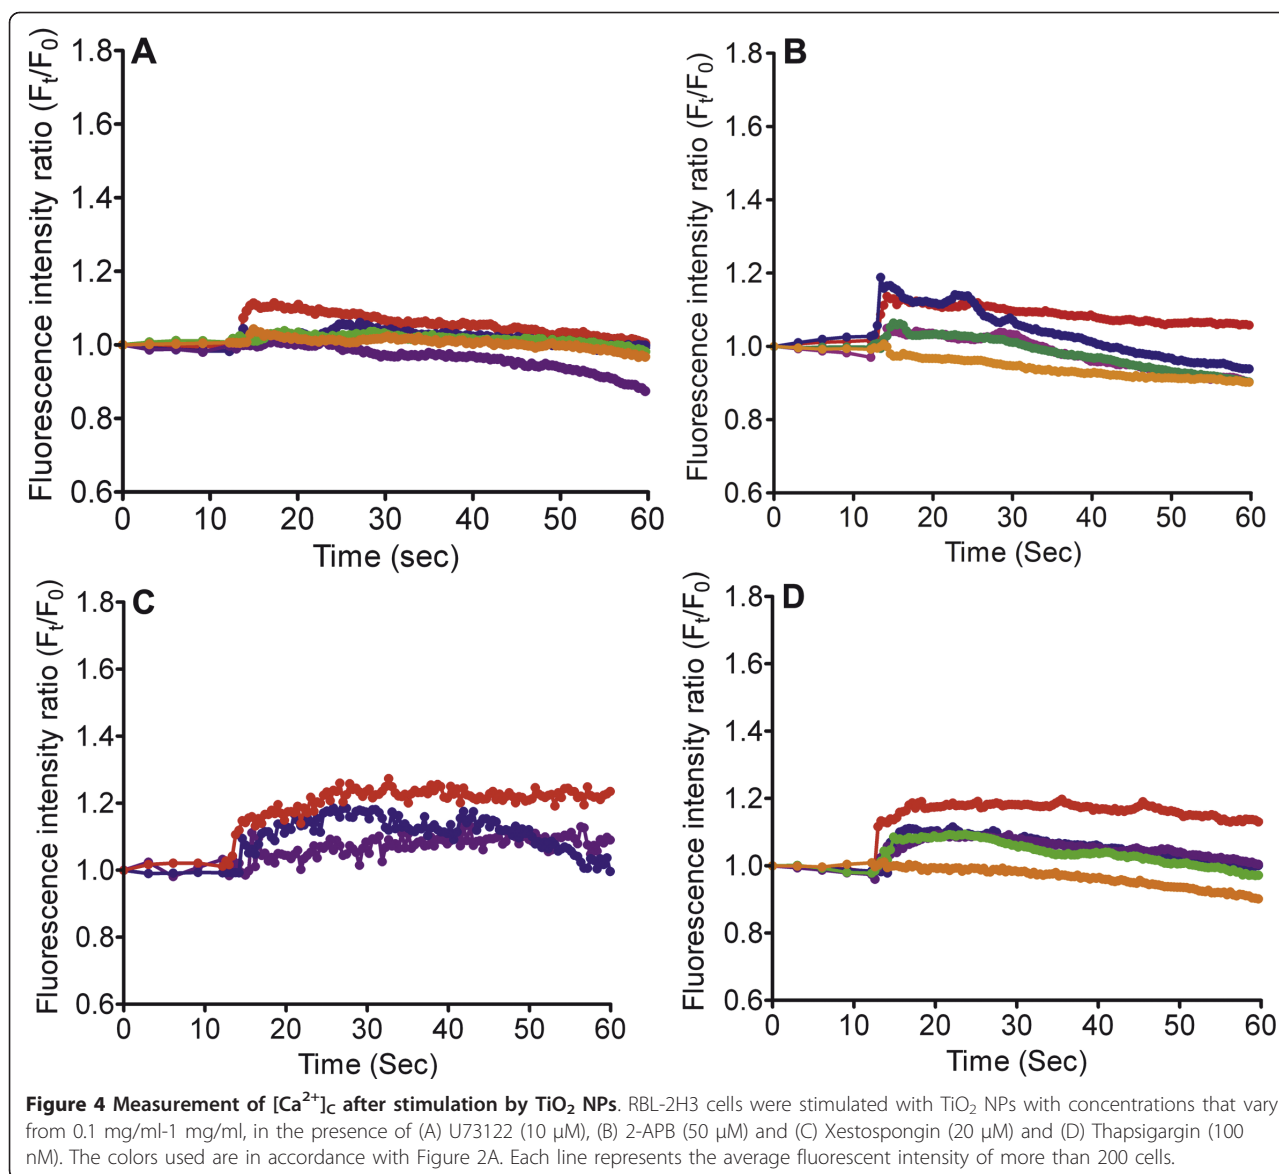 A
Fluorescence intensity ratio (Ft/F0)
1.8
1.6
1.4
1.2
1.0
0.8
0.6
0 10 20 30 40 50 60
Time (sec)
B
Fluorescence intensity ratio (Ft/F0)
1.8
1.6
1.4
1.2
1.0
0.8
0.6
0 10 20 30 40 50 60
Time (Sec)
C
Fluorescence intensity ratio (Ft/F0)
1.8
1.6
1.4
1.2
1.0
0.8
0.6
0 10 20 30 40 50 60
Time (Sec)
D
Fluorescence intensity ratio (Ft/F0)
1.8
1.6
1.4
1.2
1.0
0.8
0.6
0 10 20 30 40 50 60
Time (Sec)
Figure 4 Measurement of [Ca2+]C after stimulation by TiO2 NPs. RBL-2H3 cells were stimulated with TiO2 NPs with concentrations that vary
from 0.1 mg/ml-1 mg/ml, in the presence of (A) U73122 (10 μM), (B) 2-APB (50 μM) and (C) Xestospongin (20 μM) and (D) Thapsigargin (100
nM). The colors used are in accordance with Figure 2A. Each line represents the average fluorescent intensity of more than 200 cells.